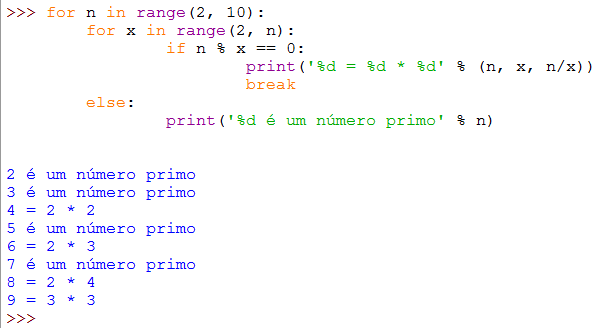 >>> for n in range(2, 10):
        for x in range(2, n):
                if n % x == 0:
                        print('%d = %d * %d' % (n, x, n/x))
                        break
        else:
                print('%d é um número primo' % n)


2 é um número primo
3 é um número primo
4 = 2 * 2
5 é um número primo
6 = 2 * 3
7 é um número primo
8 = 2 * 4
9 = 3 * 3
>>>